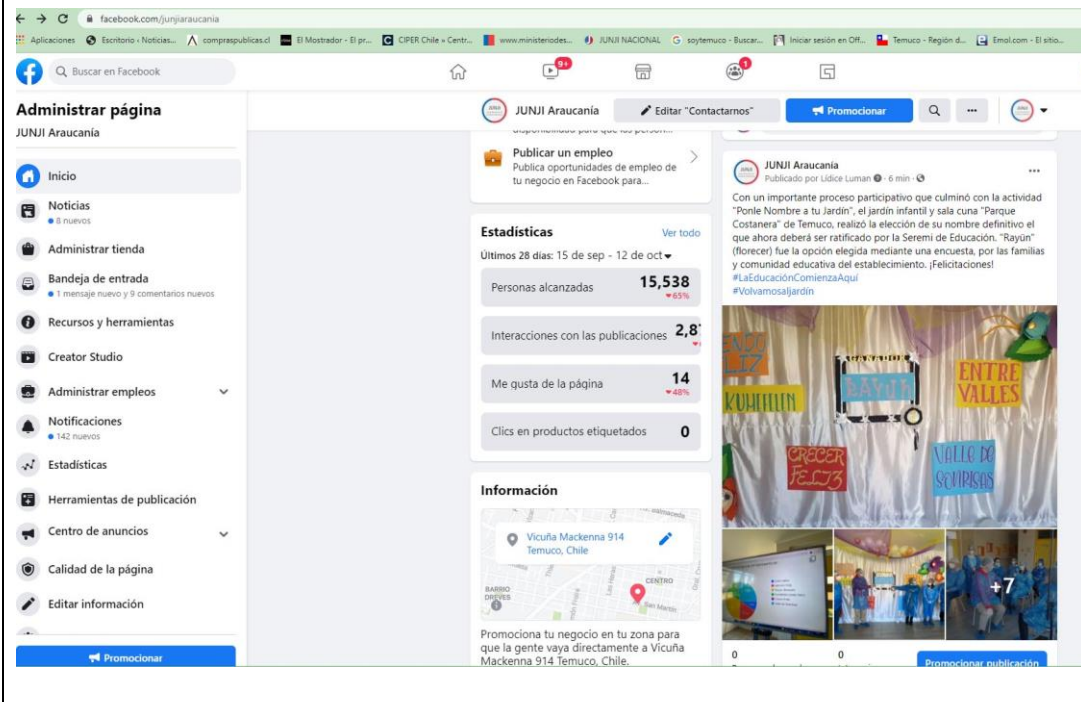 facebook.com/junjiaraucania
Aplicaciones
Escritorio ‹ Noticias...
compraspublicas.cl
El Mostrador - El pr...
CIPER Chile » Centr...
www.ministeriodes...
JUNJI NACIONAL
soytemuco - Buscar...
Iniciar sesión en Off...
Temuco - Región d...
Emol.com - El sitio...
Buscar en Facebook
9+
1
Administrar página
JUNJI Araucanía
Inicio
Noticias
8 nuevos
Administrar tienda
Bandeja de entrada
1 mensaje nuevo y 9 comentarios nuevos
Recursos y herramientas
Creator Studio
Administrar empleos
Notificaciones
142 nuevos
Estadísticas
Herramientas de publicación
Centro de anuncios
Calidad de la página
Editar información
Promocionar
JUNJI Araucanía
Editar "Contactarnos"
Promocionar
Publicar un empleo
Publica oportunidades de empleo de
tu negocio en Facebook para...
Estadísticas
Ver todo
Últimos 28 días: 15 de sep - 12 de oct
Personas alcanzadas 15,538
65%
Interacciones con las publicaciones 2,8
Me gusta de la página 14
48%
Clics en productos etiquetados 0
Información
Vicuña Mackenna 914
Temuco, Chile
BARRIO
DREVES
CENTRO
San Martín
Promociona tu negocio en tu zona para
que la gente vaya directamente a Vicuña
Mackenna 914 Temuco, Chile.
JUNJI Araucanía
Publicado por Lídice Luman · 6 min ·
Con un importante proceso participativo que culminó con la actividad
"Ponle Nombre a tu Jardín", el jardín infantil y sala cuna "Parque
Costanera" de Temuco, realizó la elección de su nombre definitivo el
que ahora deberá ser ratificado por la Seremi de Educación. "Rayün"
(florecer) fue la opción elegida mediante una encuesta, por las familias
y comunidad educativa del establecimiento. ¡Felicitaciones!
#LaEducaciónComienzaAquí
#Volvamosaljardín
GANADOR
RAYÜN
ENTRE
VALLES
CRECER
FELIZ
VALLE DE
SONRISAS
+7
0
0
Promocionar publicación